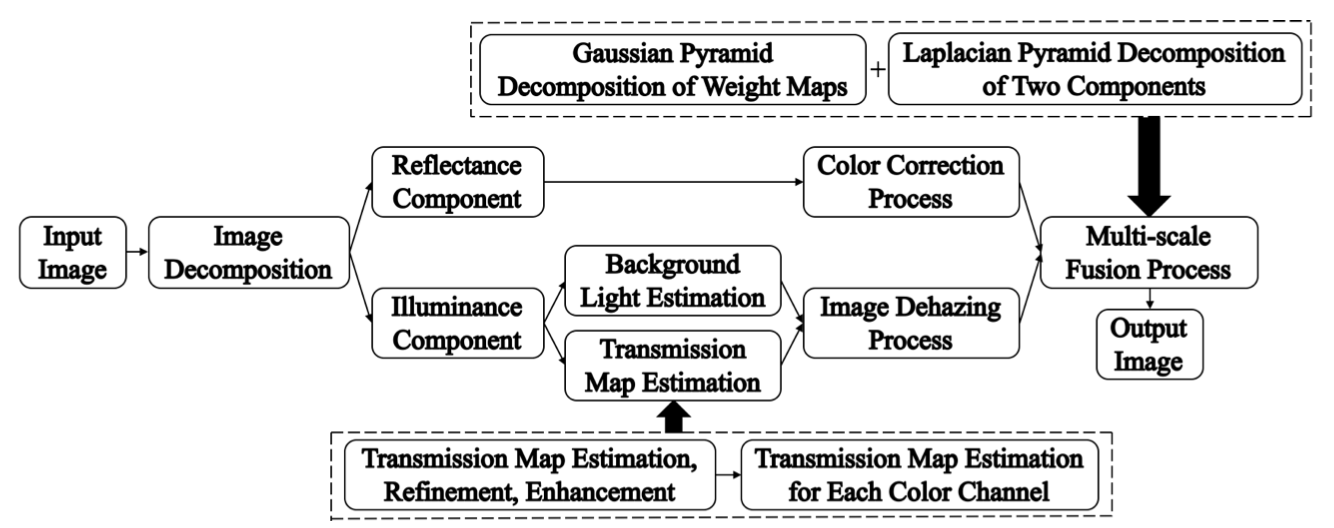 Gaussian Pyramid
Decomposition of Weight Maps
+
Laplacian Pyramid Decomposition
of Two Components
Reflectance
Component
Color Correction
Process
Input
Image
Image
Decomposition
Multi-scale
Fusion Process
Background
Light Estimation
Illuminance
Component
Image Dehazing
Process
Transmission
Map Estimation
Output
Image
Transmission Map Estimation,
Refinement, Enhancement
Transmission Map Estimation
for Each Color Channel